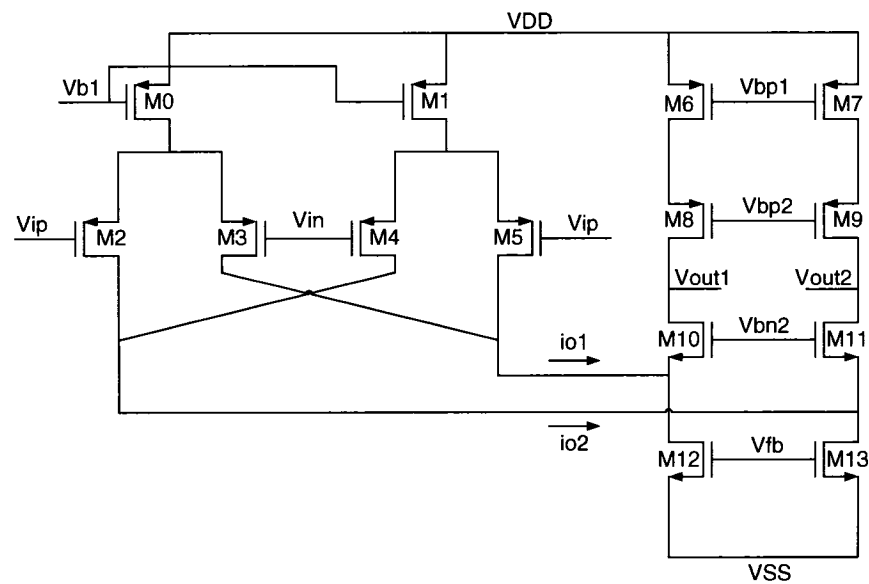 VDD
Vb1
M0
M1
M6
Vbp1
M7
Vip
M2
M3
Vin
M4
M5
Vip
M8
Vbp2
M9
Vout1
Vout2
M10
Vbn2
M11
io1
io2
M12
Vfb
M13
VSS